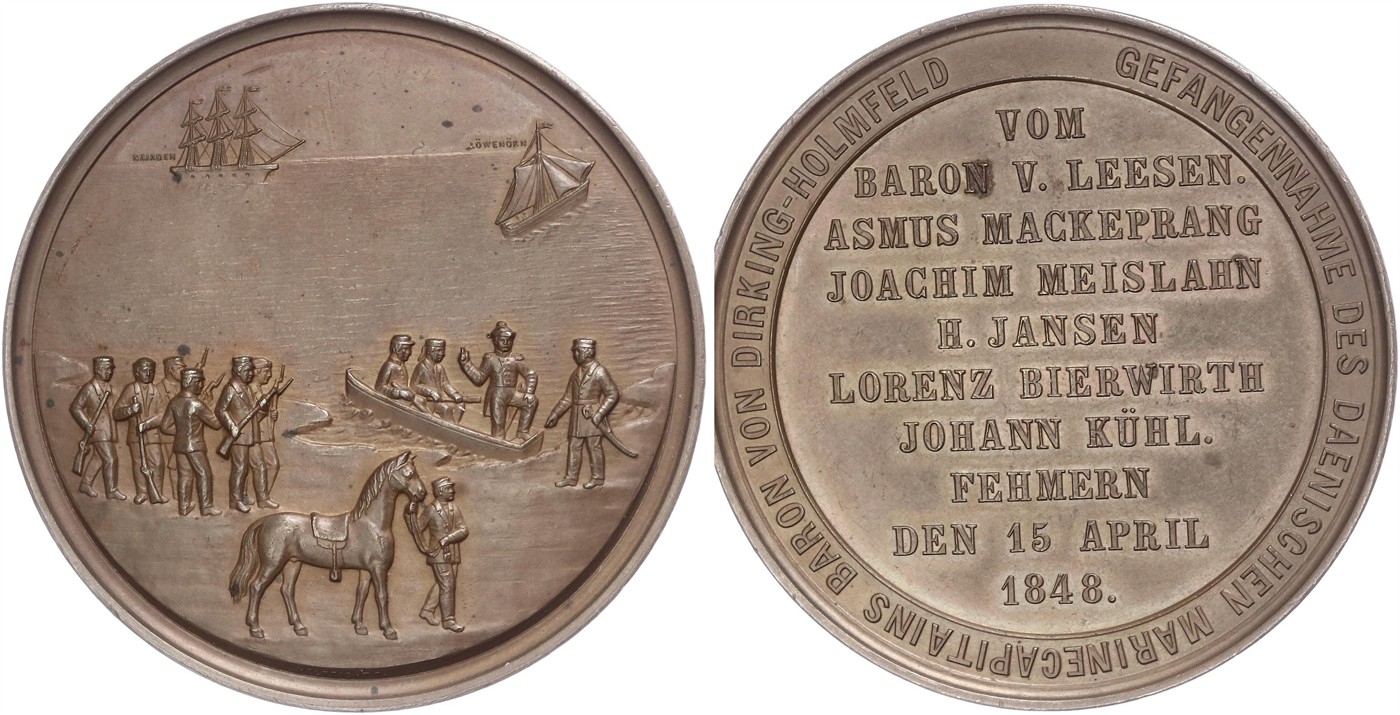 LÖWENÖRN
GEFANGENNAHME DES DAENISCHEN MARINECAPITAINS BARON VON DIRKING-HOLMFELD
VOM
BARON V. LEESEN.
ASMUS MACKEPRANG
JOACHIM MEISLAHN
H. JANSEN
LORENZ BIERWIRTH
JOHANN KÜHL.
FEHMERN
DEN 15 APRIL
1848.